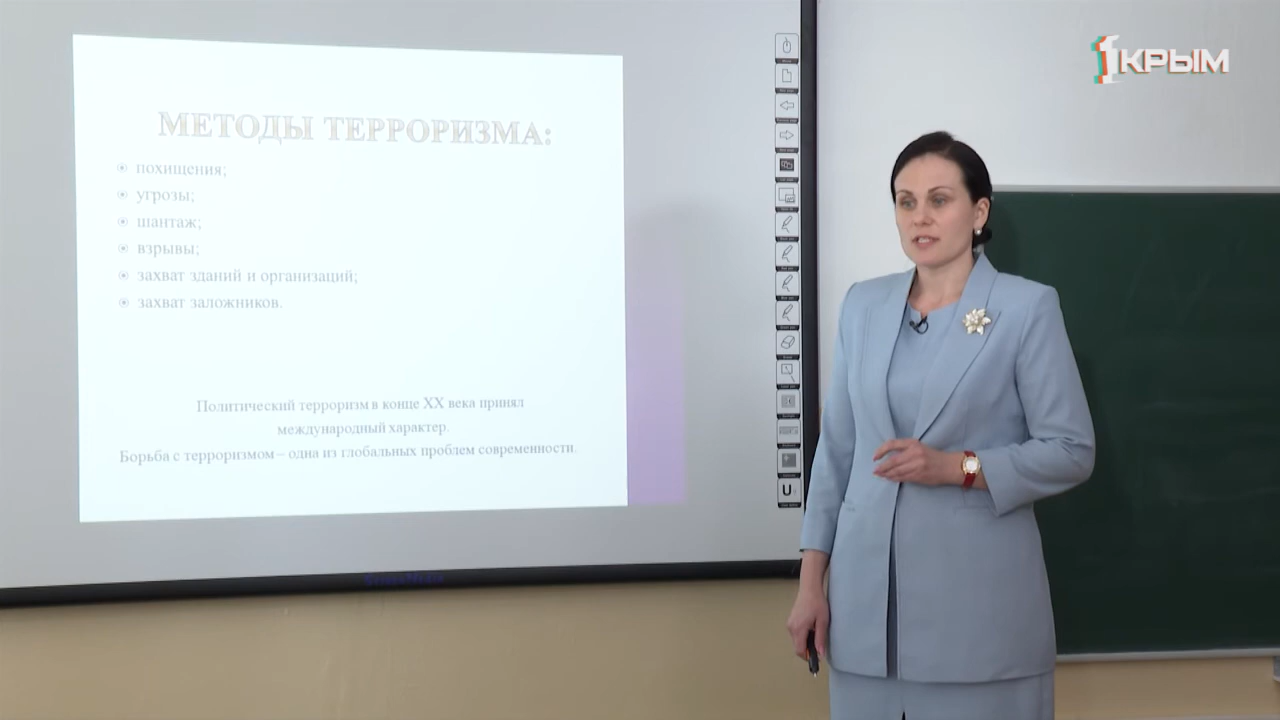 1КРЫМ
МЕТОДЫ ТЕРРОРИЗМА:
похищения;
угрозы;
шантаж;
взрывы;
захват зданий и организаций;
захват заложников.
Политический терроризм в конце XX века принял
международный характер.
Борьба с терроризмом – одна из глобальных проблем современности.
U